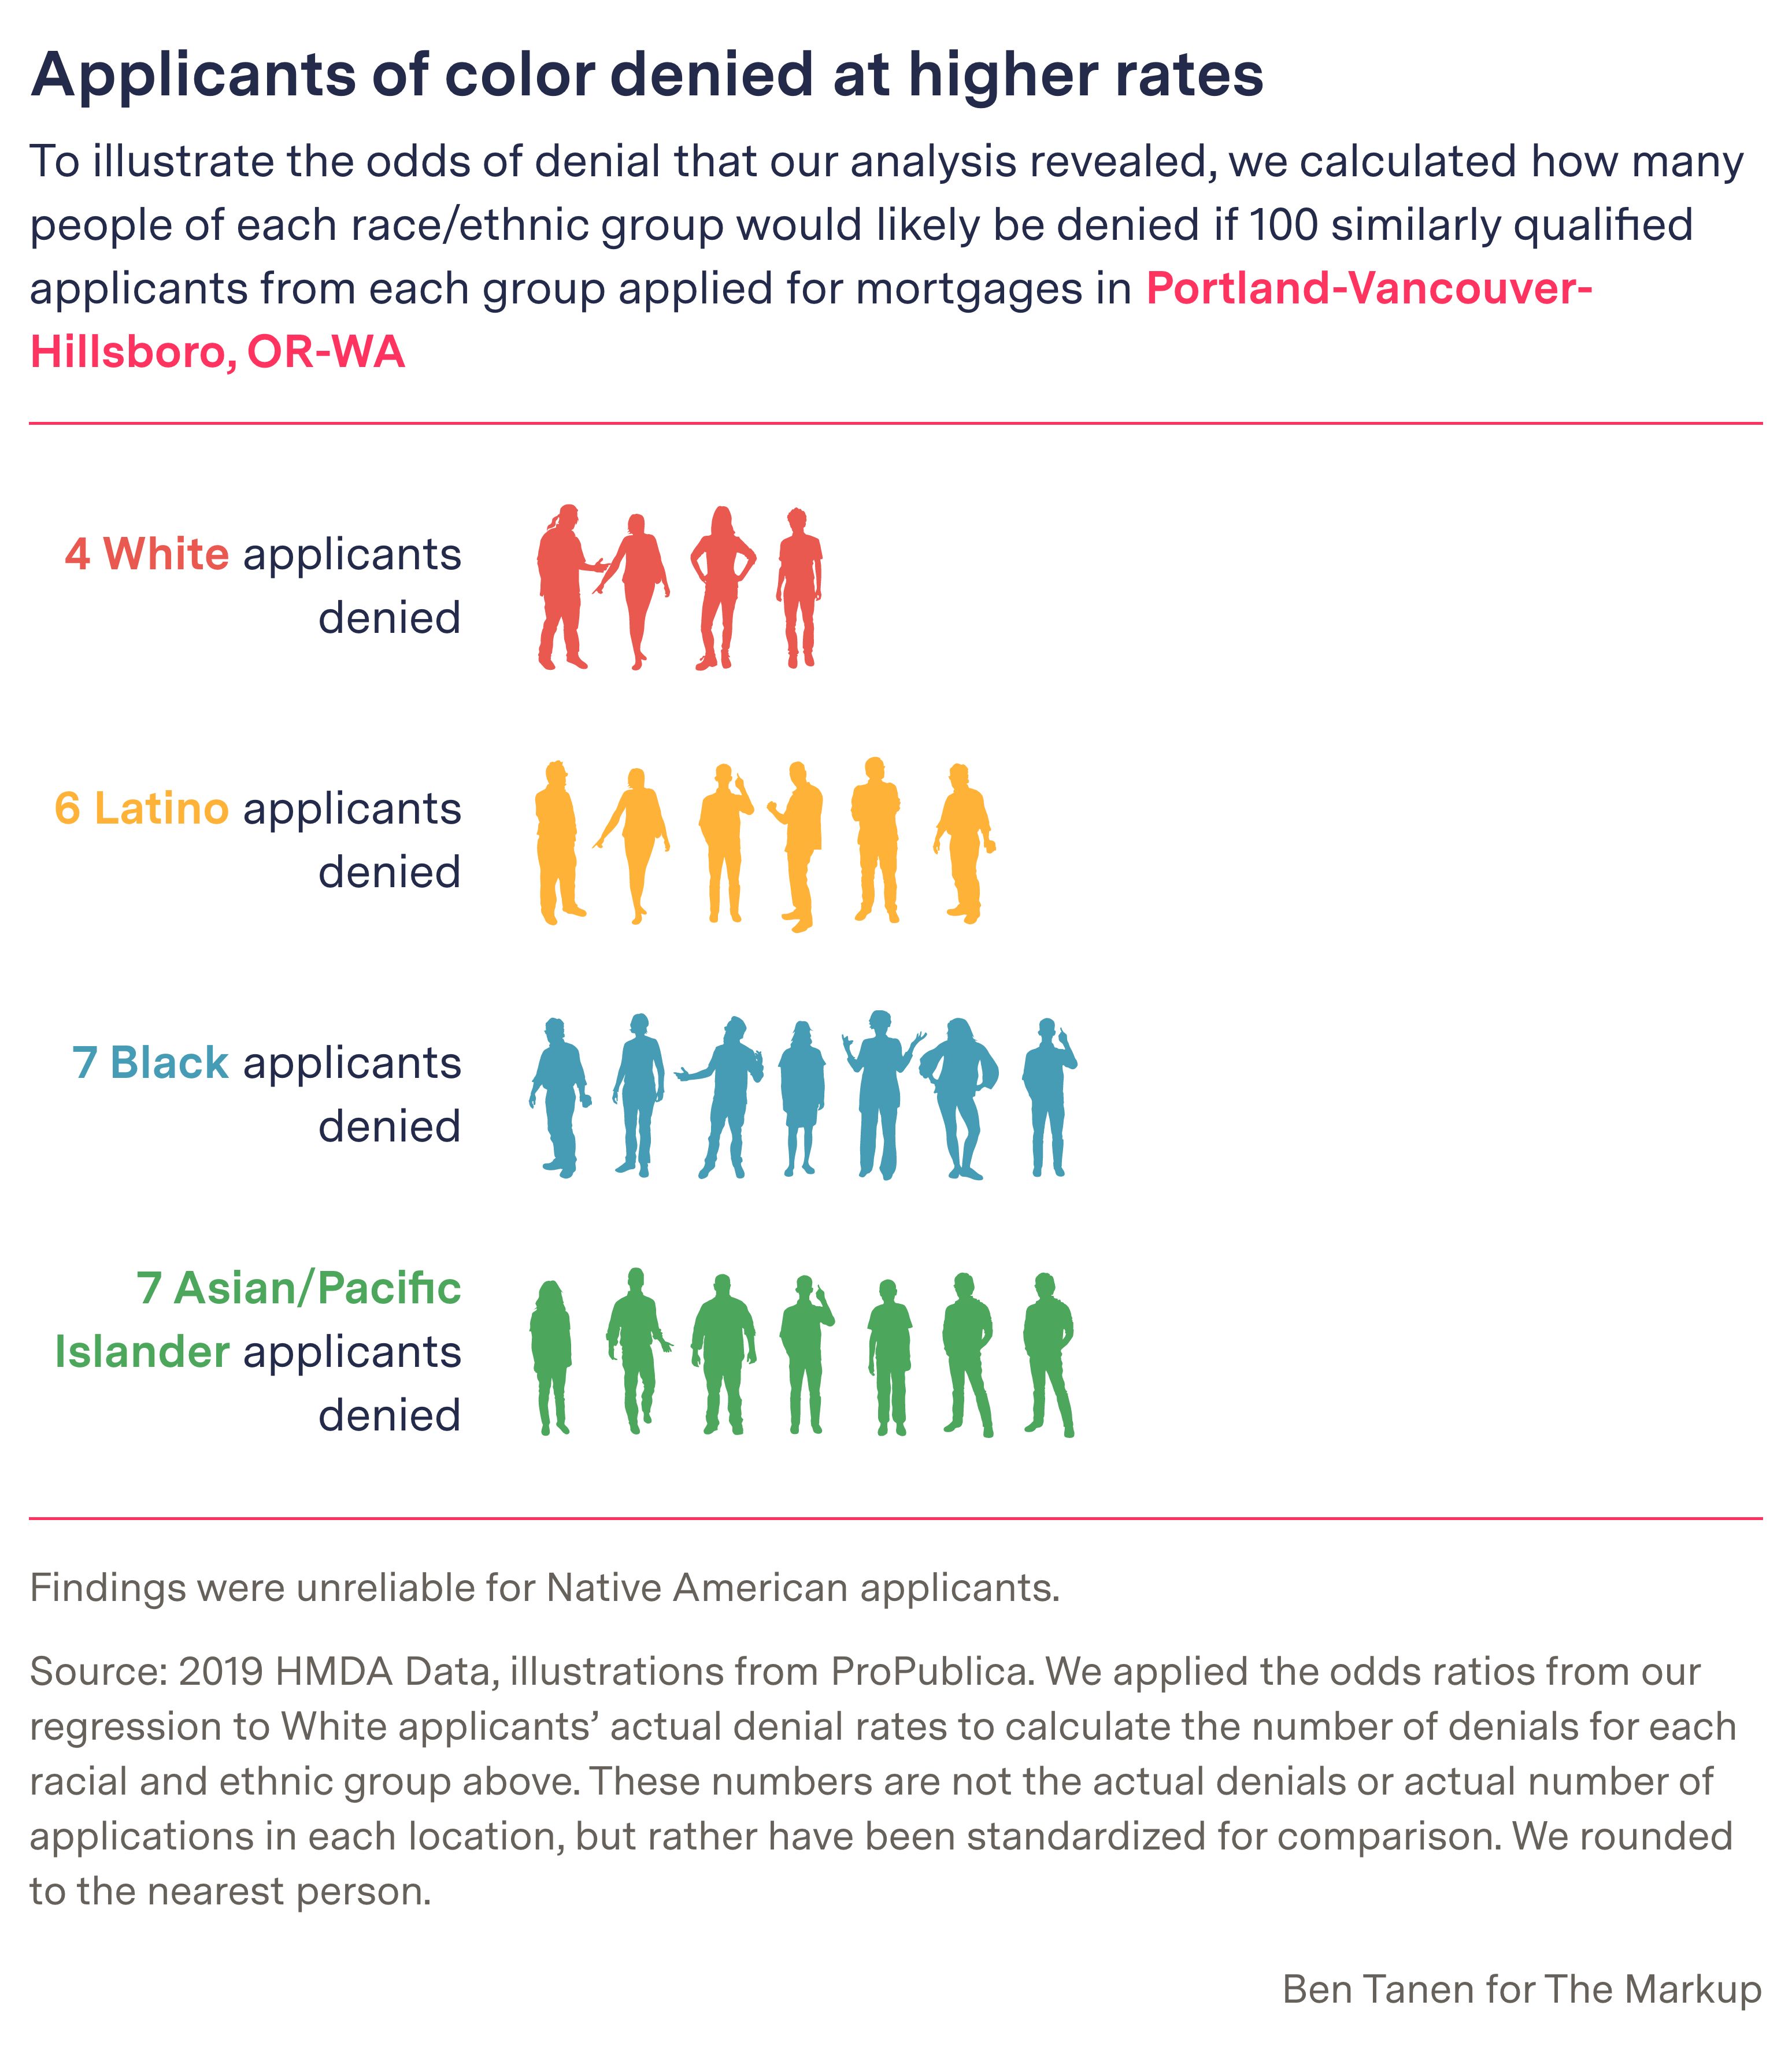 Applicants of color denied at higher rates
To illustrate the odds of denial that our analysis revealed, we calculated how many
people of each race/ethnic group would likely be denied if 100 similarly qualified
applicants from each group applied for mortgages in Portland-Vancouver-
Hillsboro, OR-WA
4 White applicants
denied
6 Latino applicants
denied
7 Black applicants
denied
7 Asian/Pacific
Islander applicants
denied
Findings were unreliable for Native American applicants.
Source: 2019 HMDA Data, illustrations from ProPublica. We applied the odds ratios from our
regression to White applicants’ actual denial rates to calculate the number of denials for each
racial and ethnic group above. These numbers are not the actual denials or actual number of
applications in each location, but rather have been standardized for comparison. We rounded
to the nearest person.
Ben Tanen for The Markup